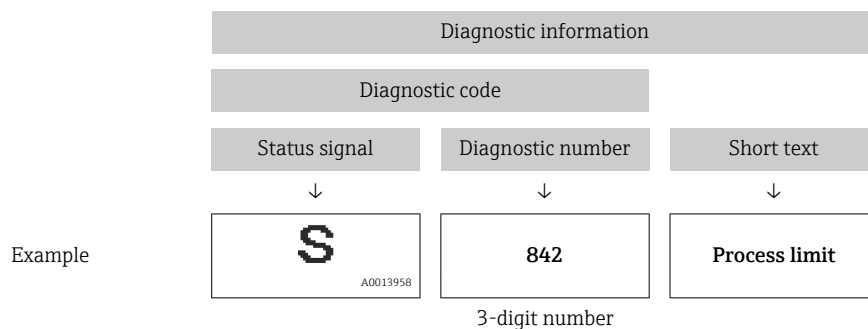 Diagnostic information
Diagnostic code
Status signal Diagnostic number Short text
↓ ↓ ↓
Example S 842 Process limit
A0013958
3-digit number